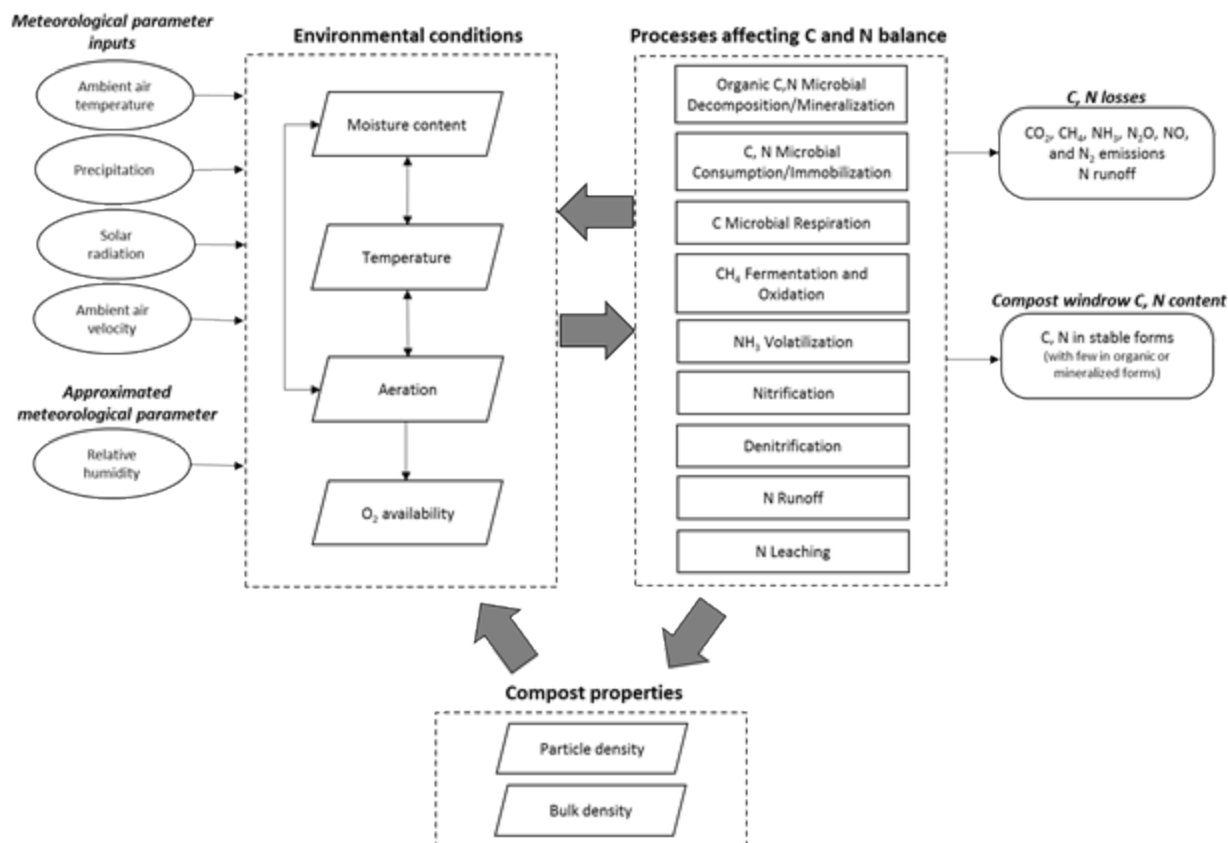 Meteorological parameter
inputs
Ambient air
temperature
Precipitation
Solar
radiation
Ambient air
velocity
Approximated
meteorological parameter
Relative
humidity
Environmental conditions
Moisture content
Temperature
Aeration
O₂ availability
Processes affecting C and N balance
Organic C,N Microbial
Decomposition/Mineralization
C, N Microbial
Consumption/Immobilization
C Microbial Respiration
CH₄ Fermentation and
Oxidation
NH₃ Volatilization
Nitrification
Denitrification
N Runoff
N Leaching
C, N losses
CO₂, CH₄, NH₃, N₂O, NO,
and N₂ emissions
N runoff
Compost windrow C, N content
C, N in stable forms
(with few in organic or
mineralized forms)
Compost properties
Particle density
Bulk density